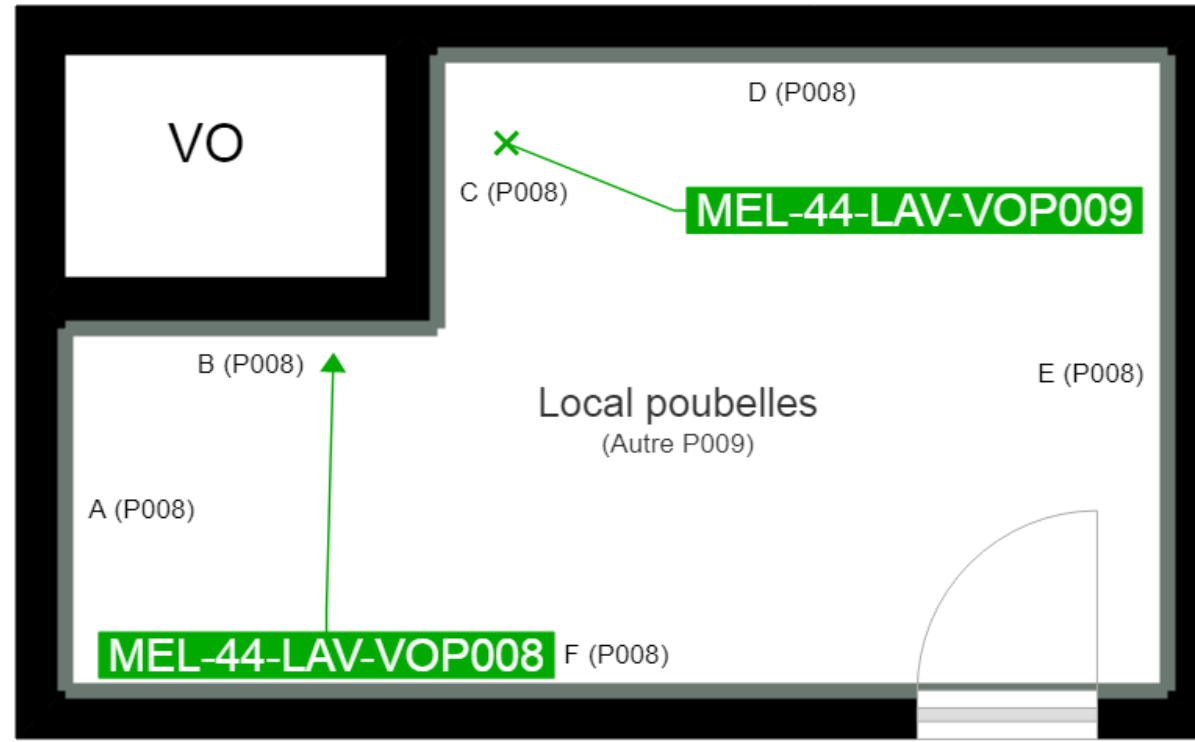 D (P008)
VO
C (P008)
MEL-44-LAV-VOP009
B (P008)
E (P008)
Local poubelles
(Autre P009)
A (P008)
MEL-44-LAV-VOP008
F (P008)